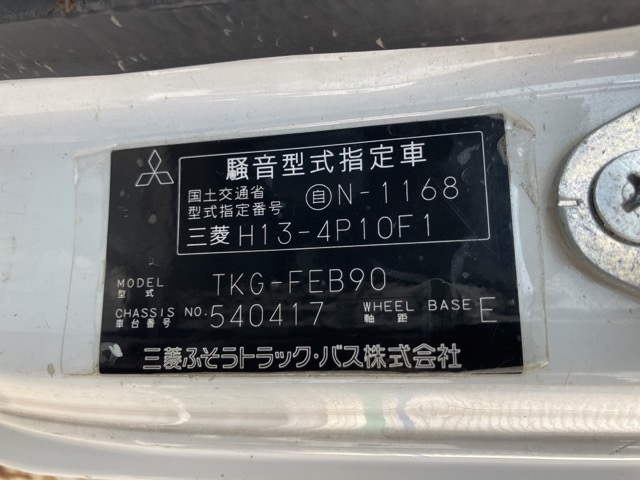 騒音型式指定車
国土交通省
型式指定番号 自N-1168
三菱 H13-4P10F1
MODEL
型式 TKG-FEB90
CHASSIS NO.
車台番号 540417
WHEEL BASE
軸距 E
三菱ふそうトラック・バス株式会社